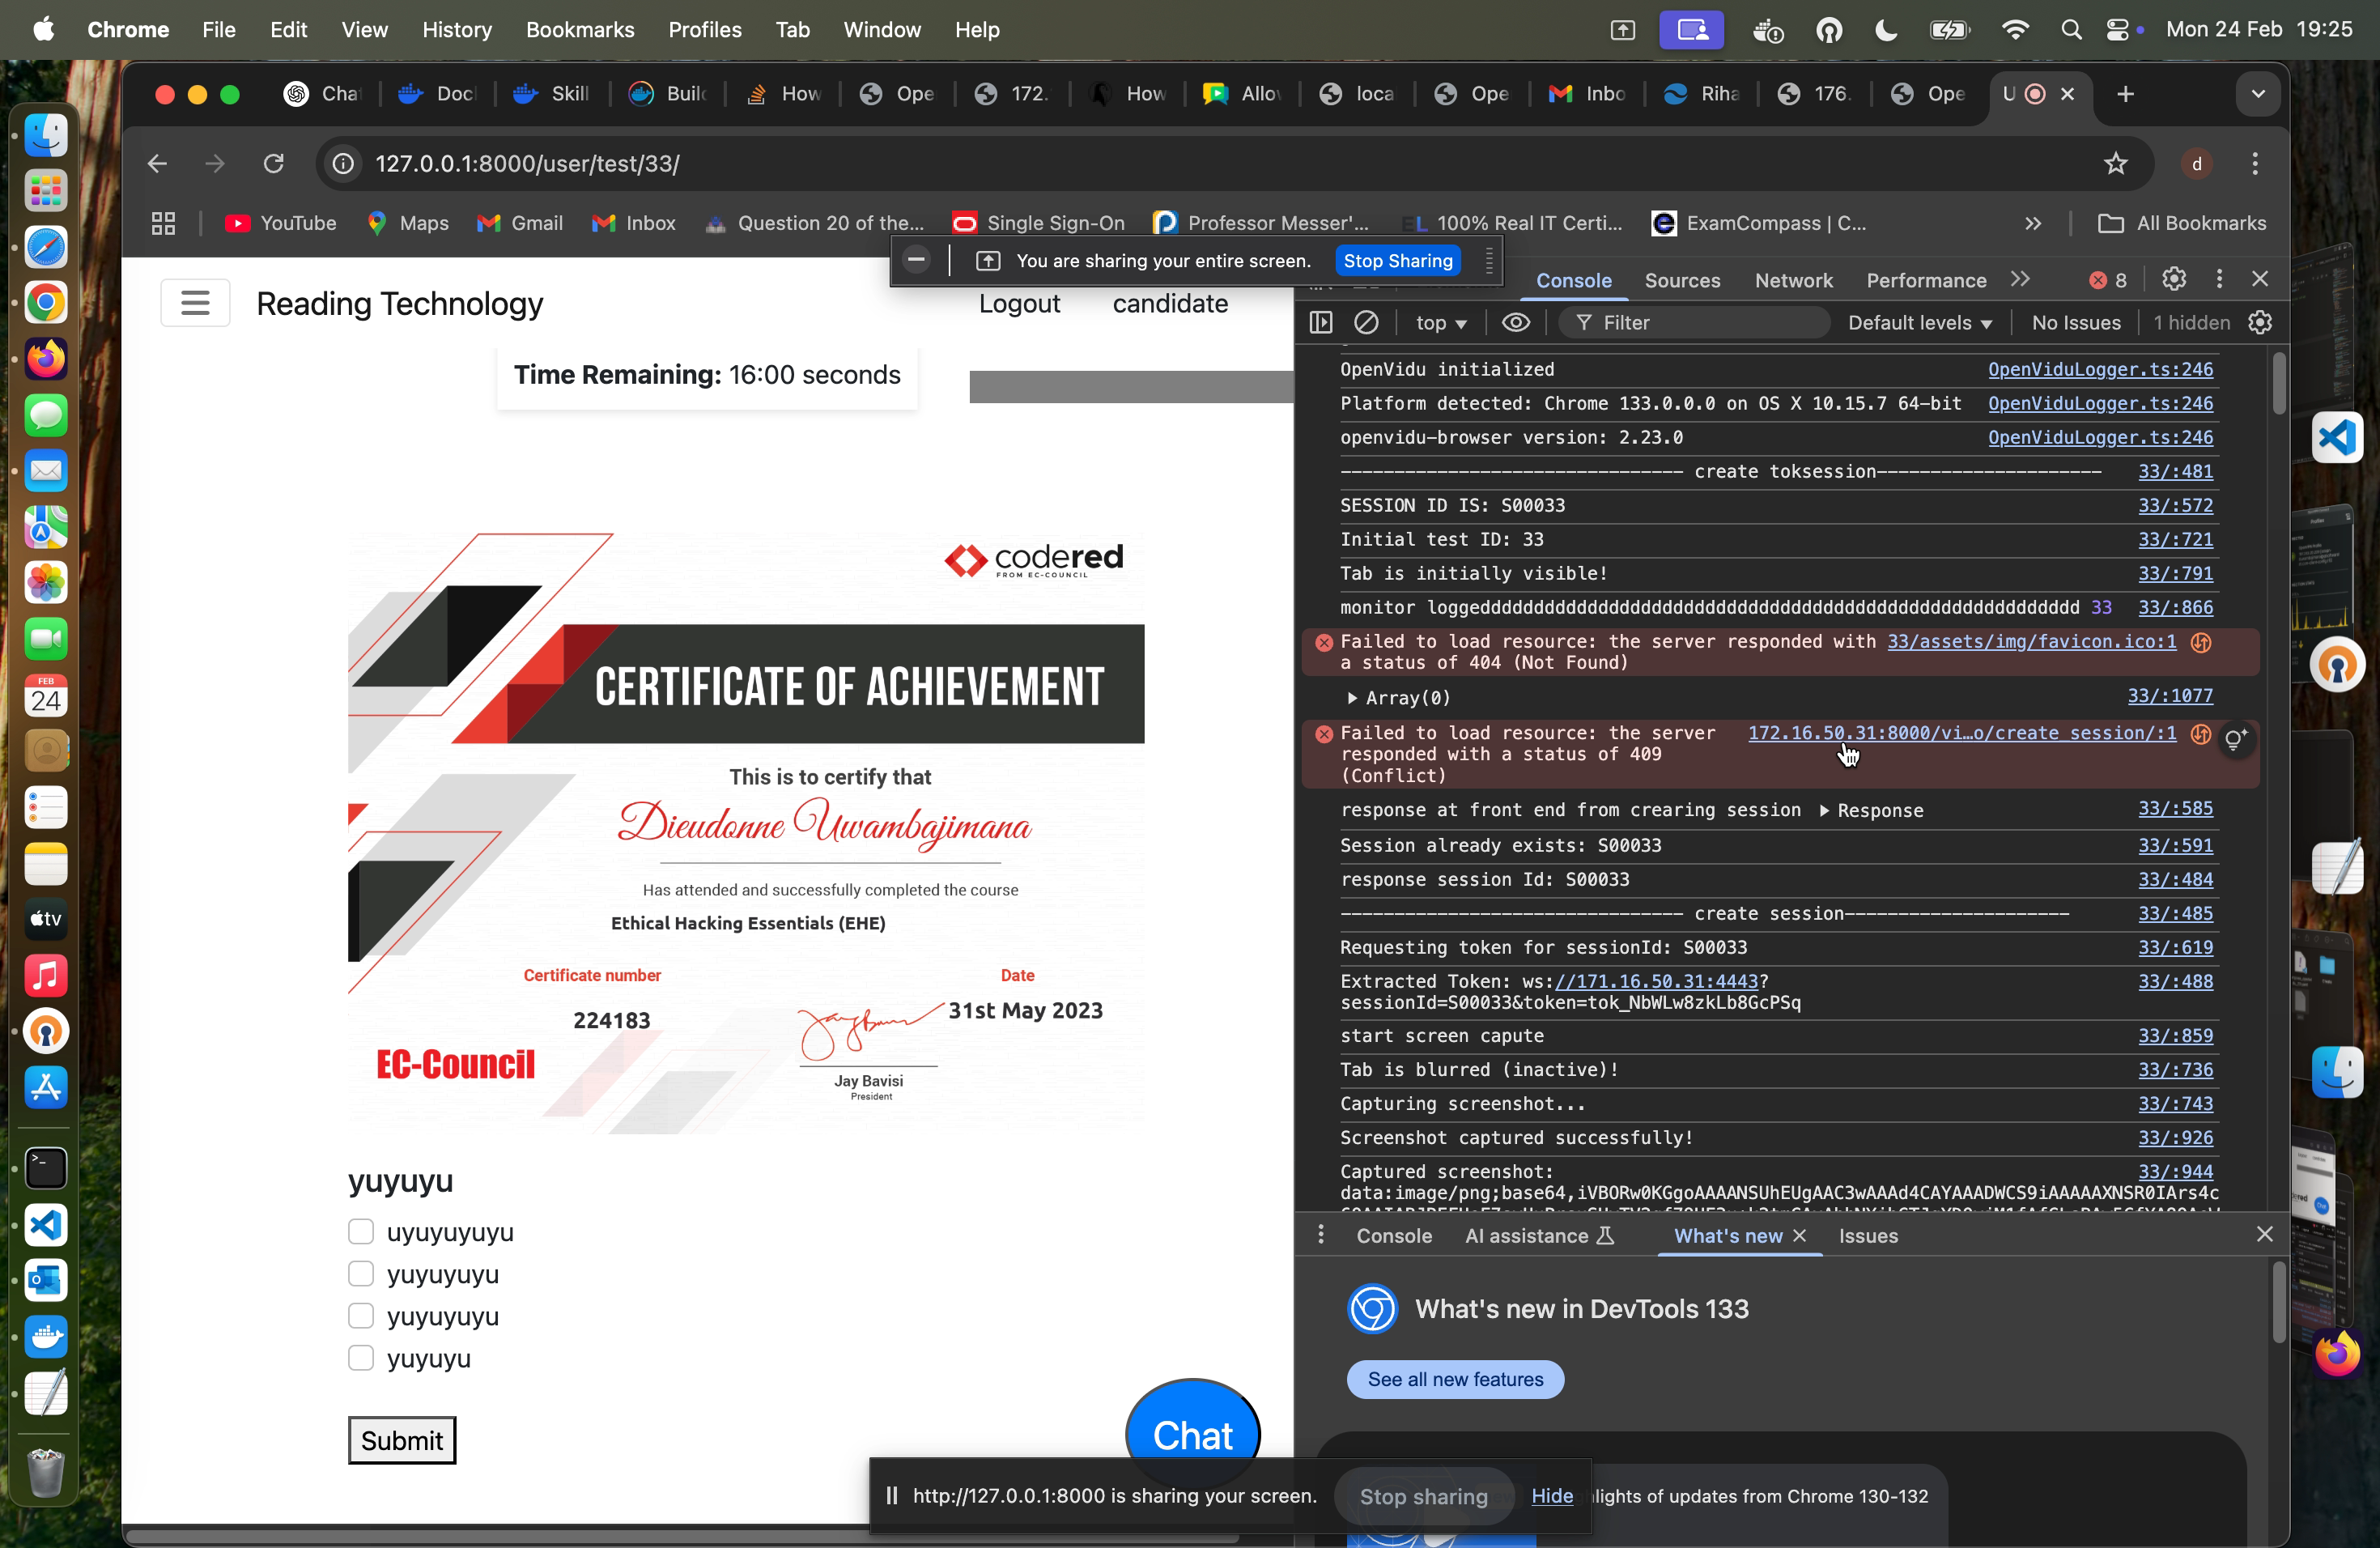 Chrome File Edit View History Bookmarks Profiles Tab Window Help Mon 24 Feb 19:25
Cha Doc Skill Build How Ope 172. How Allo loca Ope Inbo Riha 176. Ope U
127.0.0.1:8000/user/test/33/ d
YouTube Maps Gmail Inbox Question 20 of the... Single Sign-On Professor Messer'... EL 100% Real IT Certi... ExamCompass | C... All Bookmarks
You are sharing your entire screen. Stop Sharing
Console Sources Network Performance 8
Reading Technology Logout candidate
top Filter Default levels No Issues 1 hidden
Time Remaining: 16:00 seconds
OpenVidu initialized OpenViduLogger.ts:246
Platform detected: Chrome 133.0.0.0 on OS X 10.15.7 64-bit OpenViduLogger.ts:246
openvidu-browser version: 2.23.0 OpenViduLogger.ts:246
-------------------------------- create toksession--------------------- 33/:481
SESSION ID IS: S00033 33/:572
Initial test ID: 33 33/:721
Tab is initially visible! 33/:791
33 33/:866
Failed to load resource: the server responded with 33/assets/img/favicon.ico:1
a status of 404 (Not Found)
Array(0) 33/:1077
Failed to load resource: the server 172.16.50.31:8000/vi…o/create_session/:1
responded with a status of 409
(Conflict)
response at front end from crearing session Response 33/:585
Session already exists: S00033 33/:591
response session Id: S00033 33/:484
-------------------------------- create session--------------------- 33/:485
Requesting token for sessionId: S00033 33/:619
Extracted Token: ws://171.16.50.31:4443? 33/:488
sessionId=S00033&token=tok_NbWLw8zkLb8GcPSq
start screen capute 33/:859
Tab is blurred (inactive)! 33/:736
Capturing screenshot... 33/:743
Screenshot captured successfully! 33/:926
Captured screenshot: 33/:944
codered
FROM EC-COUNCIL
CERTIFICATE OF ACHIEVEMENT
This is to certify that
Dieudonne Uwambajimana
Has attended and successfully completed the course
Ethical Hacking Essentials (EHE)
Certificate number Date
224183 31st May 2023
EC-Council
Jay Bavisi
President
yuyuyu
uyuyuyuyu
yuyuyuyu
yuyuyuyu
yuyuyu
Submit
Chat
Console AI assistance What's new Issues
What's new in DevTools 133
See all new features
http://127.0.0.1:8000 is sharing your screen. Stop sharing Hide lights of updates from Chrome 130-132
FEB
24
tv